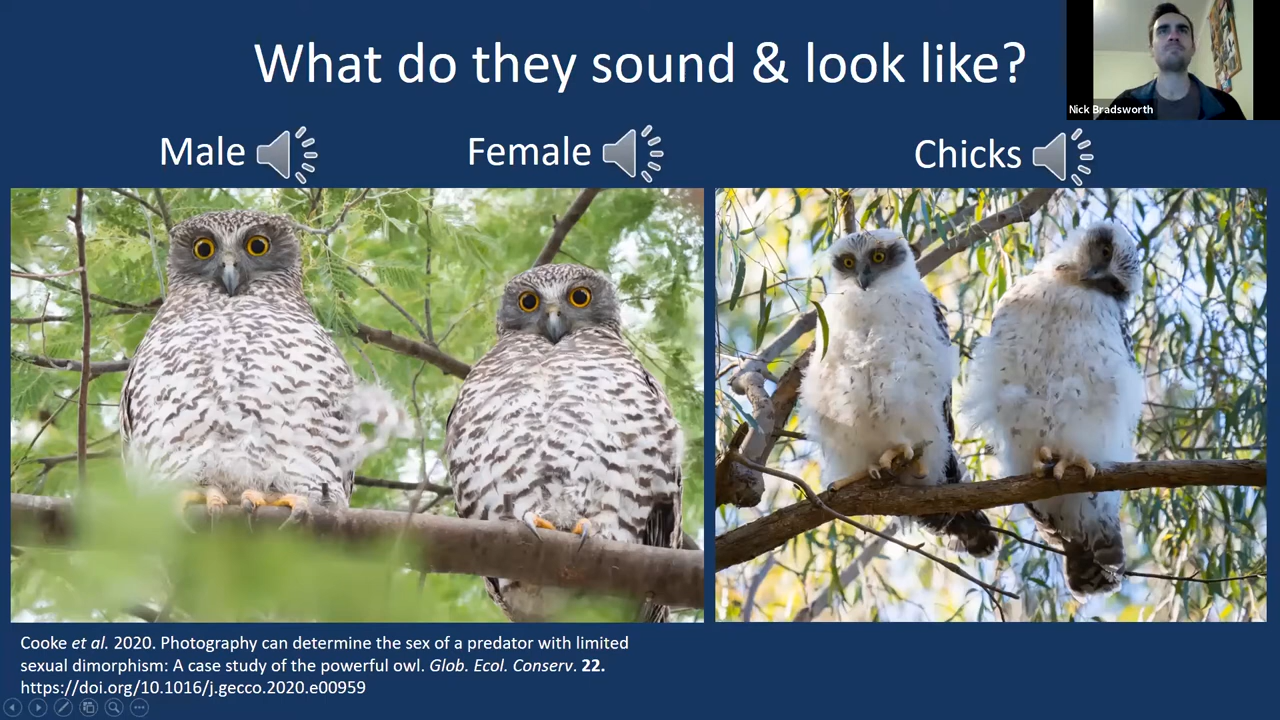 What do they sound & look like?
Nick Bradsworth
Male
Female
Chicks
Cooke et al. 2020. Photography can determine the sex of a predator with limited
sexual dimorphism: A case study of the powerful owl. Glob. Ecol. Conserv. 22.
https://doi.org/10.1016/j.gecco.2020.e00959